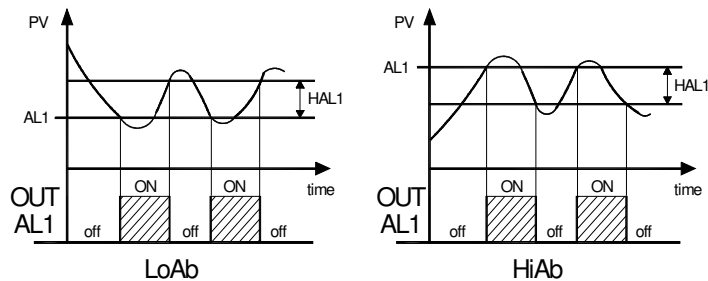 PV
HAL1
AL1
time
OUT
AL1
ON
ON
off
off
off
LoAb
PV
AL1
HAL1
time
OUT
AL1
ON
ON
off
off
off
HiAb